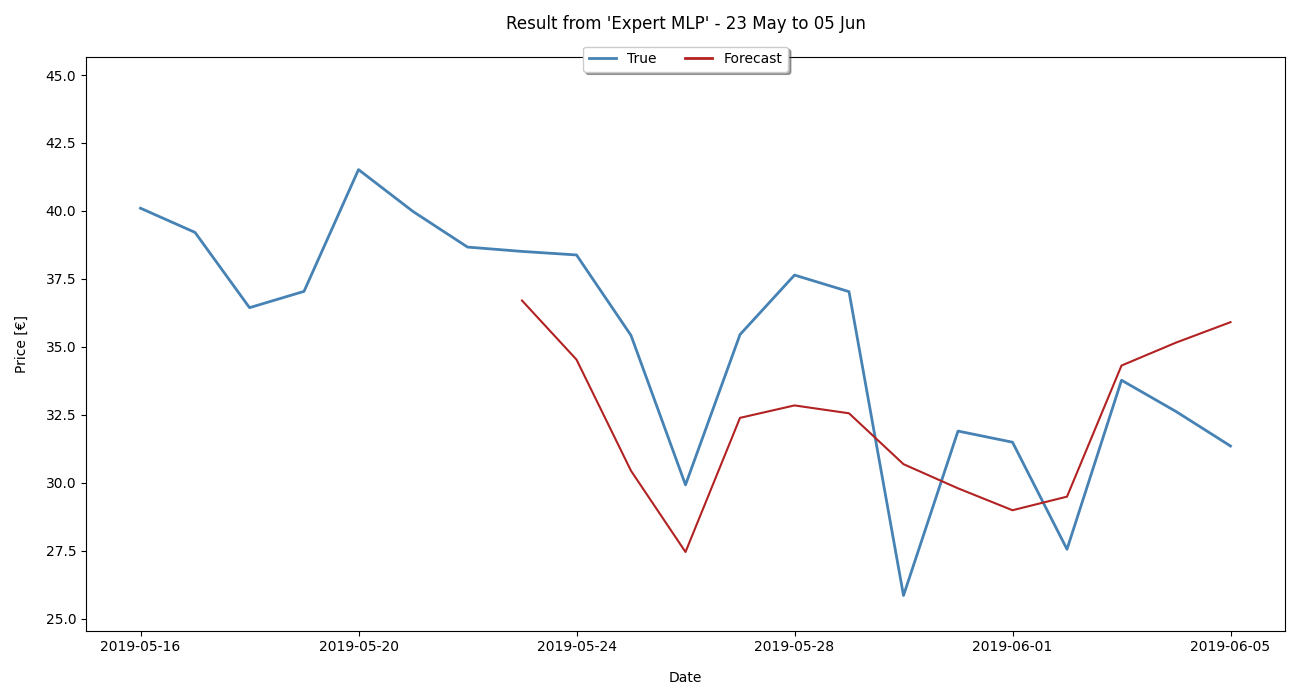 Result from 'Expert MLP' - 23 May to 05 Jun
True Forecast
45.0
42.5
40.0
37.5
35.0
32.5
30.0
27.5
25.0
Price [€]
2019-05-16 2019-05-20 2019-05-24 2019-05-28 2019-06-01 2019-06-05
Date